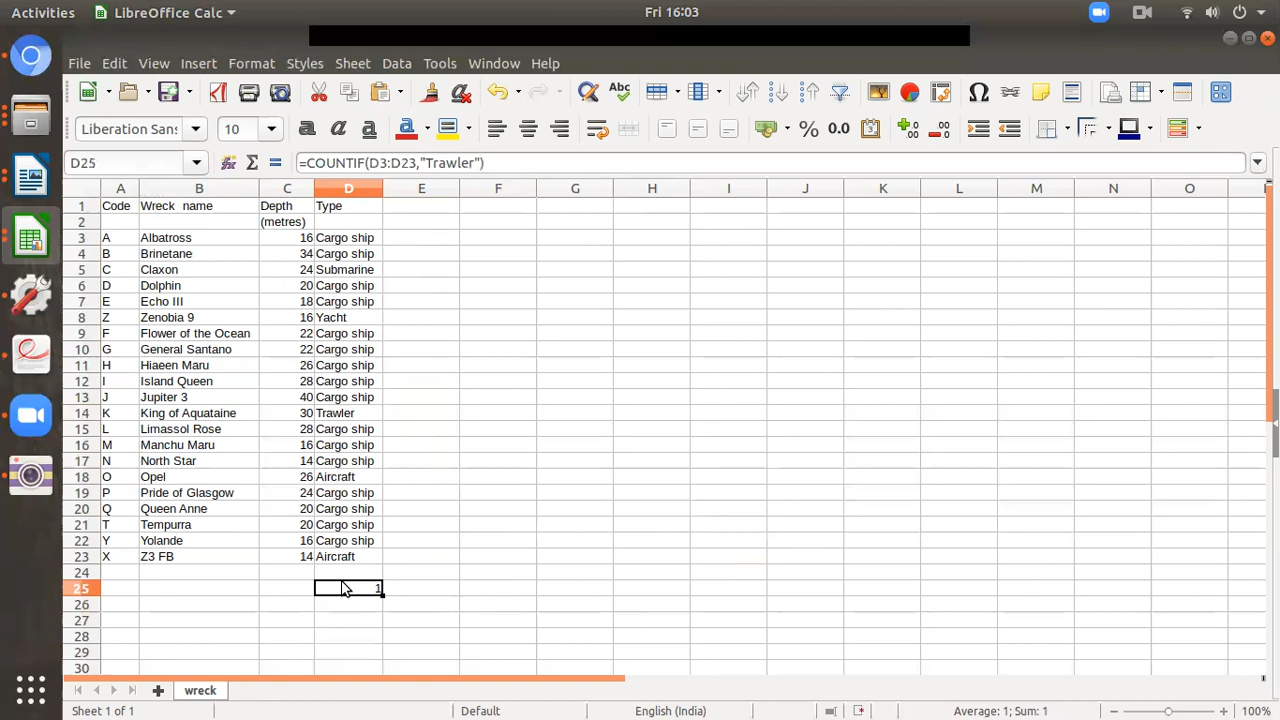 Activities LibreOffice Calc Fri 16:03
File Edit View Insert Format Styles Sheet Data Tools Window Help
Liberation Sans 10
D25 =COUNTIF(D3:D23,"Trawler")
A B C D E F G H I J K L M N O
1 Code Wreck name Depth Type
2 (metres)
3 A Albatross 16 Cargo ship
4 B Brinetane 34 Cargo ship
5 C Claxon 24 Submarine
6 D Dolphin 20 Cargo ship
7 E Echo III 18 Cargo ship
8 Z Zenobia 9 16 Yacht
9 F Flower of the Ocean 22 Cargo ship
10 G General Santano 22 Cargo ship
11 H Hiaeen Maru 26 Cargo ship
12 I Island Queen 28 Cargo ship
13 J Jupiter 3 40 Cargo ship
14 K King of Aquataine 30 Trawler
15 L Limassol Rose 28 Cargo ship
16 M Manchu Maru 16 Cargo ship
17 N North Star 14 Cargo ship
18 O Opel 26 Aircraft
19 P Pride of Glasgow 24 Cargo ship
20 Q Queen Anne 20 Cargo ship
21 T Tempurra 20 Cargo ship
22 Y Yolande 16 Cargo ship
23 X Z3 FB 14 Aircraft
24
25 1
26
27
28
29
30
wreck
Sheet 1 of 1 Default English (India) Average: 1; Sum: 1 100%